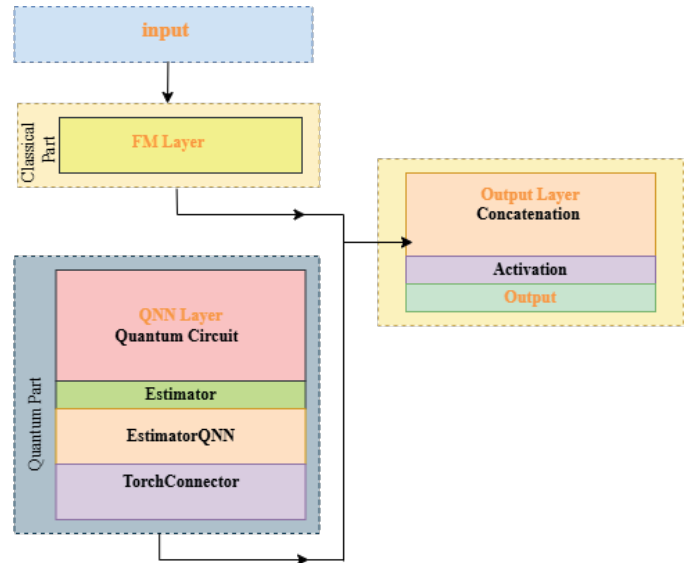 input
Classical
Part
FM Layer
Output Layer
Concatenation
Activation
Output
Quantum Part
QNN Layer
Quantum Circuit
Estimator
EstimatorQNN
TorchConnector